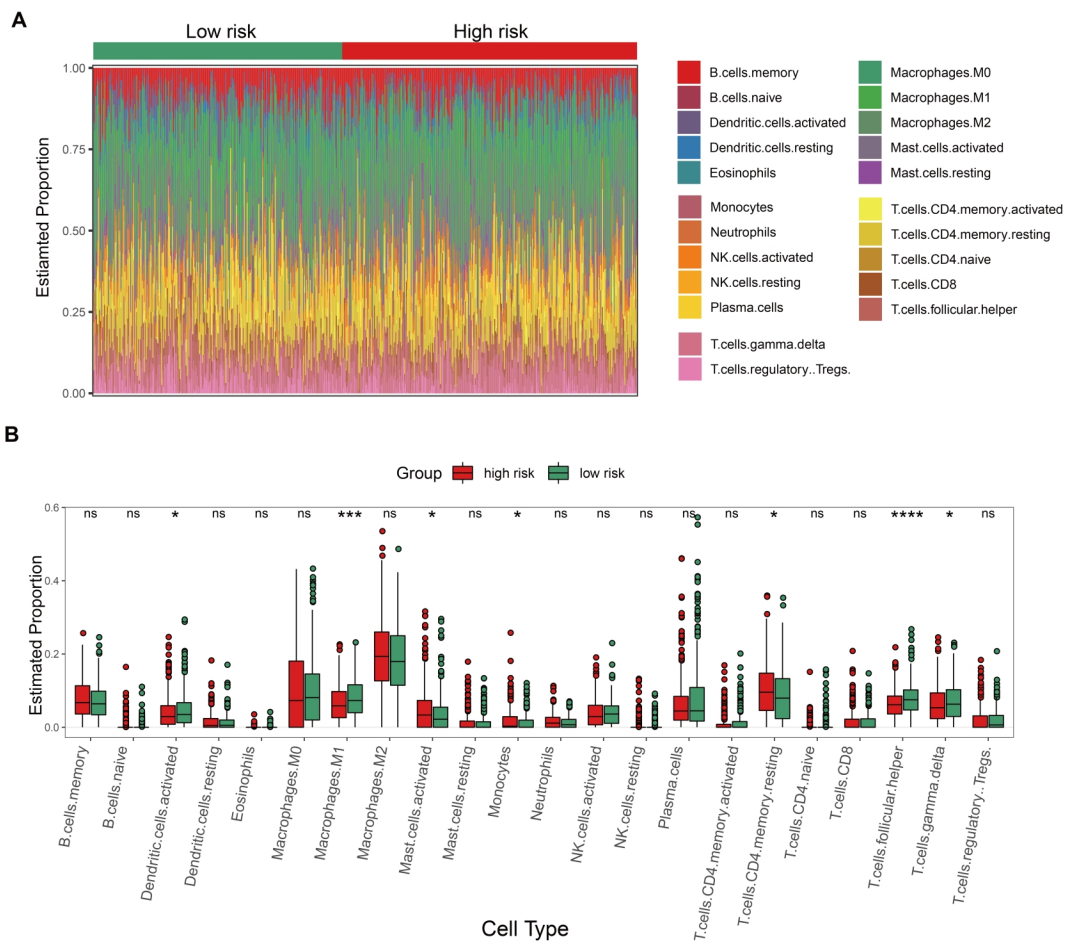 A
Low risk High risk
Estiamted Proportion
1.00
0.75
0.50
0.25
0.00
B.cells.memory
B.cells.naive
Dendritic.cells.activated
Dendritic.cells.resting
Eosinophils
Monocytes
Neutrophils
NK.cells.activated
NK.cells.resting
Plasma.cells
T.cells.gamma.delta
T.cells.regulatory..Tregs.
Macrophages.M0
Macrophages.M1
Macrophages.M2
Mast.cells.activated
Mast.cells.resting
T.cells.CD4.memory.activated
T.cells.CD4.memory.resting
T.cells.CD4.naive
T.cells.CD8
T.cells.follicular.helper
B
Group high risk low risk
Estimated Proportion
0.6
0.4
0.2
0.0
ns ns * ns ns ns *** ns * ns * ns ns ns ns ns * ns ns **** * ns
B.cells.memory
B.cells.naive
Dendritic.cells.activated
Dendritic.cells.resting
Eosinophils
Macrophages.M0
Macrophages.M1
Macrophages.M2
Mast.cells.activated
Mast.cells.resting
Monocytes
Neutrophils
NK.cells.activated
NK.cells.resting
Plasma.cells
T.cells.CD4.memory.activated
T.cells.CD4.memory.resting
T.cells.CD4.naive
T.cells.CD8
T.cells.follicular.helper
T.cells.gamma.delta
T.cells.regulatory..Tregs.
Cell Type